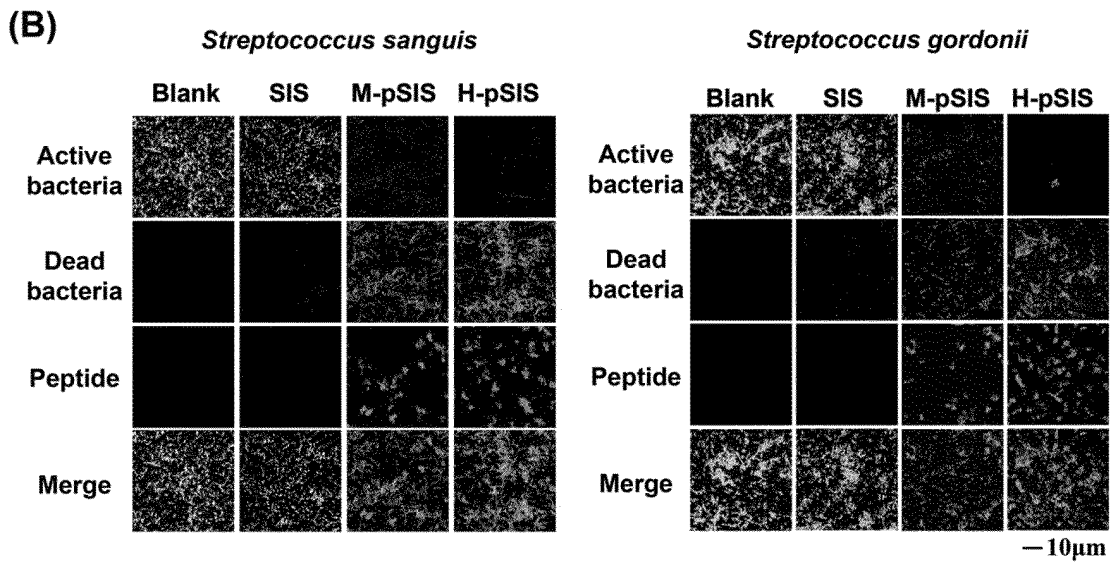 (B)
Streptococcus sanguis
Blank SIS M-pSIS H-pSIS
Active
bacteria
Dead
bacteria
Peptide
Merge
Streptococcus gordonii
Blank SIS M-pSIS H-pSIS
Active
bacteria
Dead
bacteria
Peptide
Merge
10μm